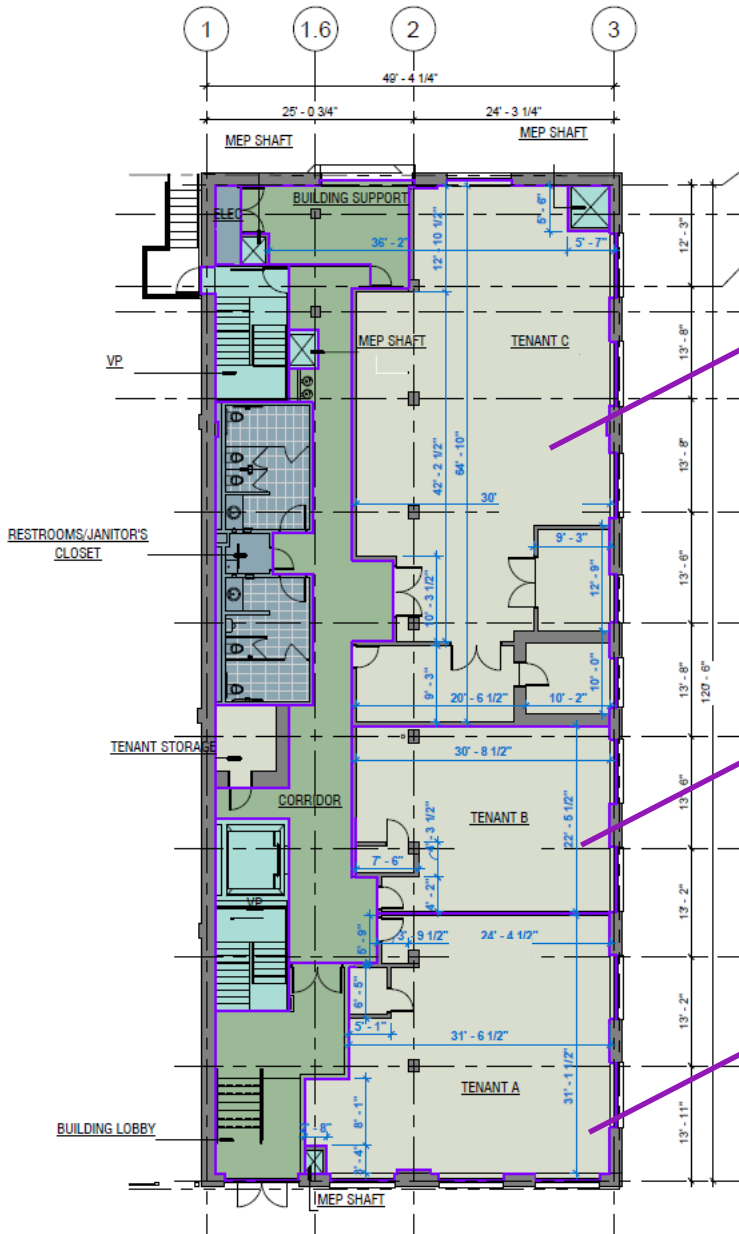 1
1.6
2
3
49' - 4 1/4"
25' - 0 3/4"
24' - 3 1/4"
MEP SHAFT
MEP SHAFT
BUILDING SUPPORT
ELEC
36' - 2"
12' - 10 1/2"
5' - 6"
5' - 7"
12' - 3"
13' - 8"
VP
MEP SHAFT
TENANT C
42' - 2 1/2"
64' - 10"
13' - 8"
30'
RESTROOMS/JANITOR'S
CLOSET
9' - 3"
12' - 9"
13' - 6"
10' - 3 1/2"
9' - 3"
20' - 6 1/2"
10' - 2"
10' - 0"
13' - 8"
120' - 6"
TENANT STORAGE
30' - 8 1/2"
CORRIDOR
TENANT B
22' - 5 1/2"
7' - 6"
4' - 2"
13' - 2"
VP
5' - 9"
3' - 9 1/2"
24' - 4 1/2"
6' - 5"
5' - 1"
31' - 6 1/2"
31' - 1 1/2"
13' - 2"
TENANT A
8' - 1"
BUILDING LOBBY
13' - 11"
MEP SHAFT